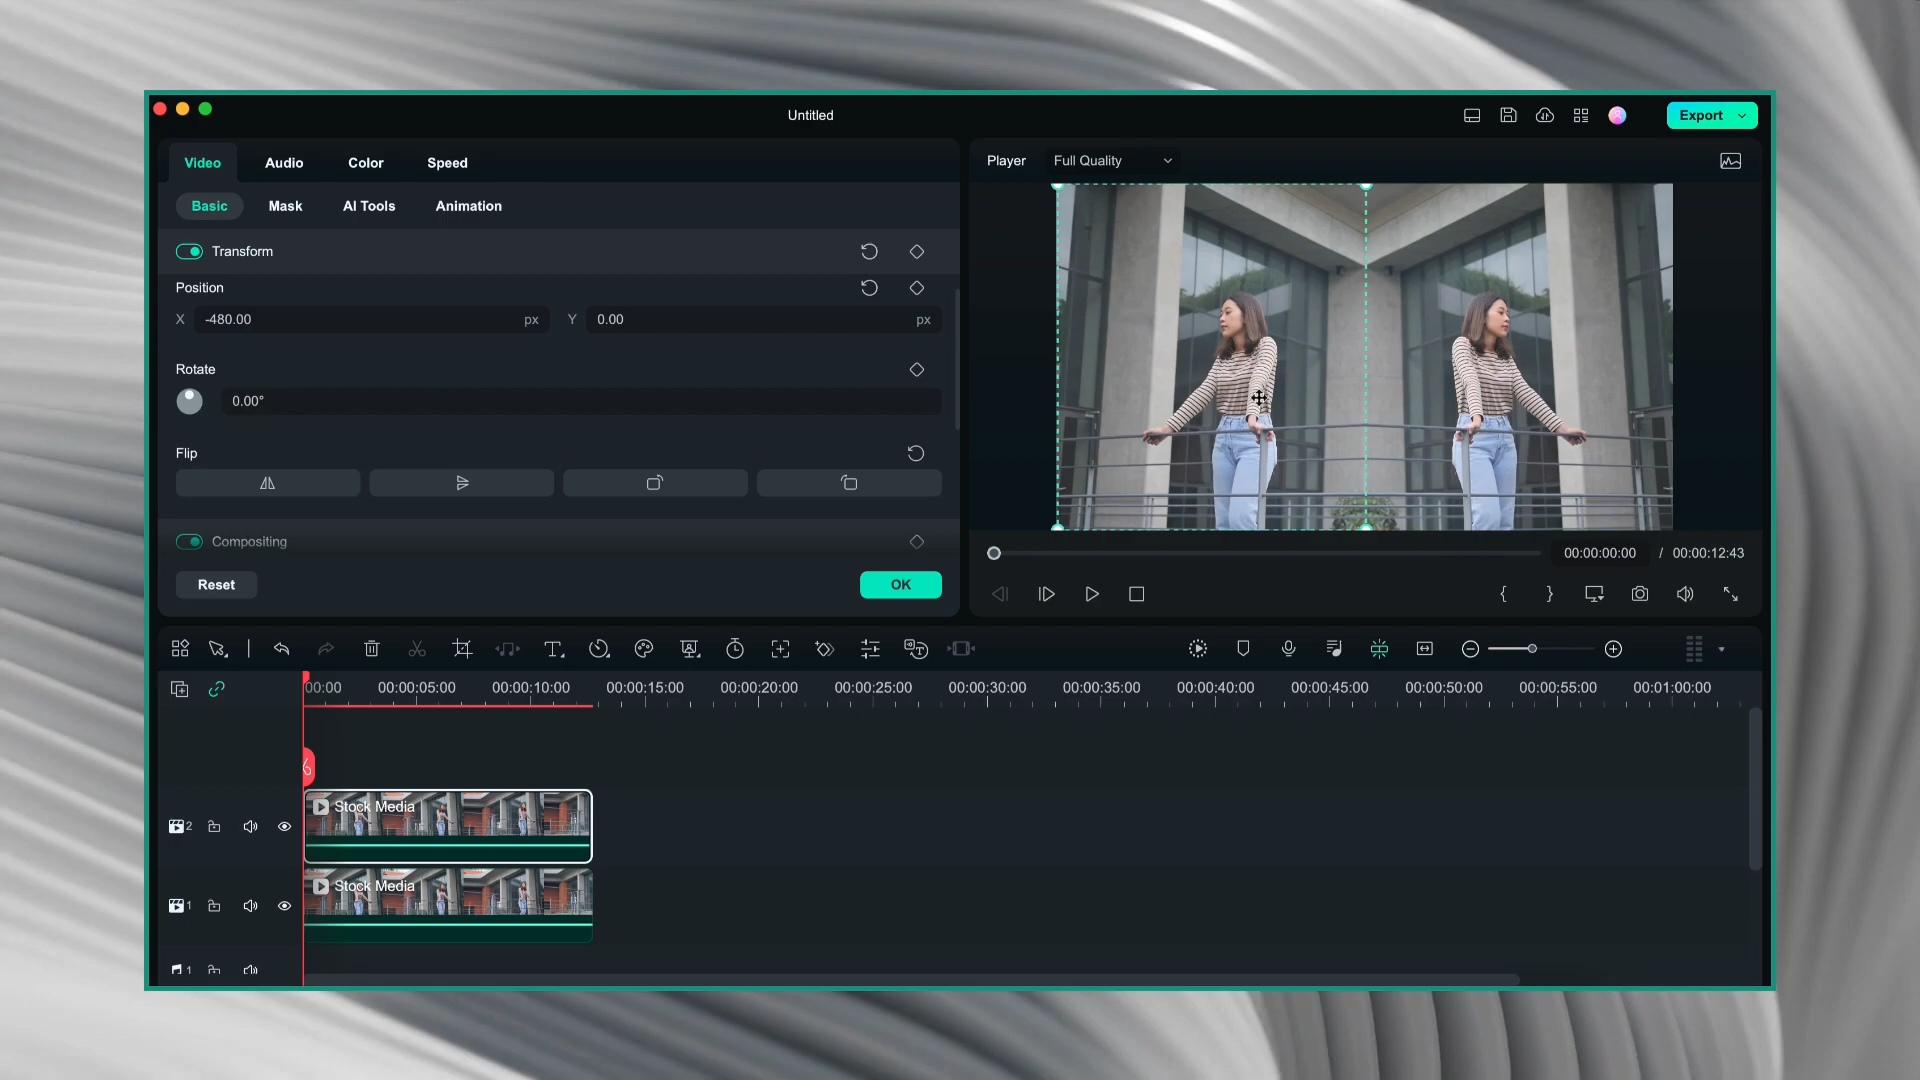 Untitled
Export
Video Audio Color Speed
Player Full Quality
Basic Mask AI Tools Animation
Transform
Position
X -480.00 px Y 0.00 px
Rotate
0.00°
Flip
Compositing
00:00:00:00 / 00:00:12:43
Reset OK
00:00 00:00:05:00 00:00:10:00 00:00:15:00 00:00:20:00 00:00:25:00 00:00:30:00 00:00:35:00 00:00:40:00 00:00:45:00 00:00:50:00 00:00:55:00 00:01:00:00
Stock Media
2
Stock Media
1
1